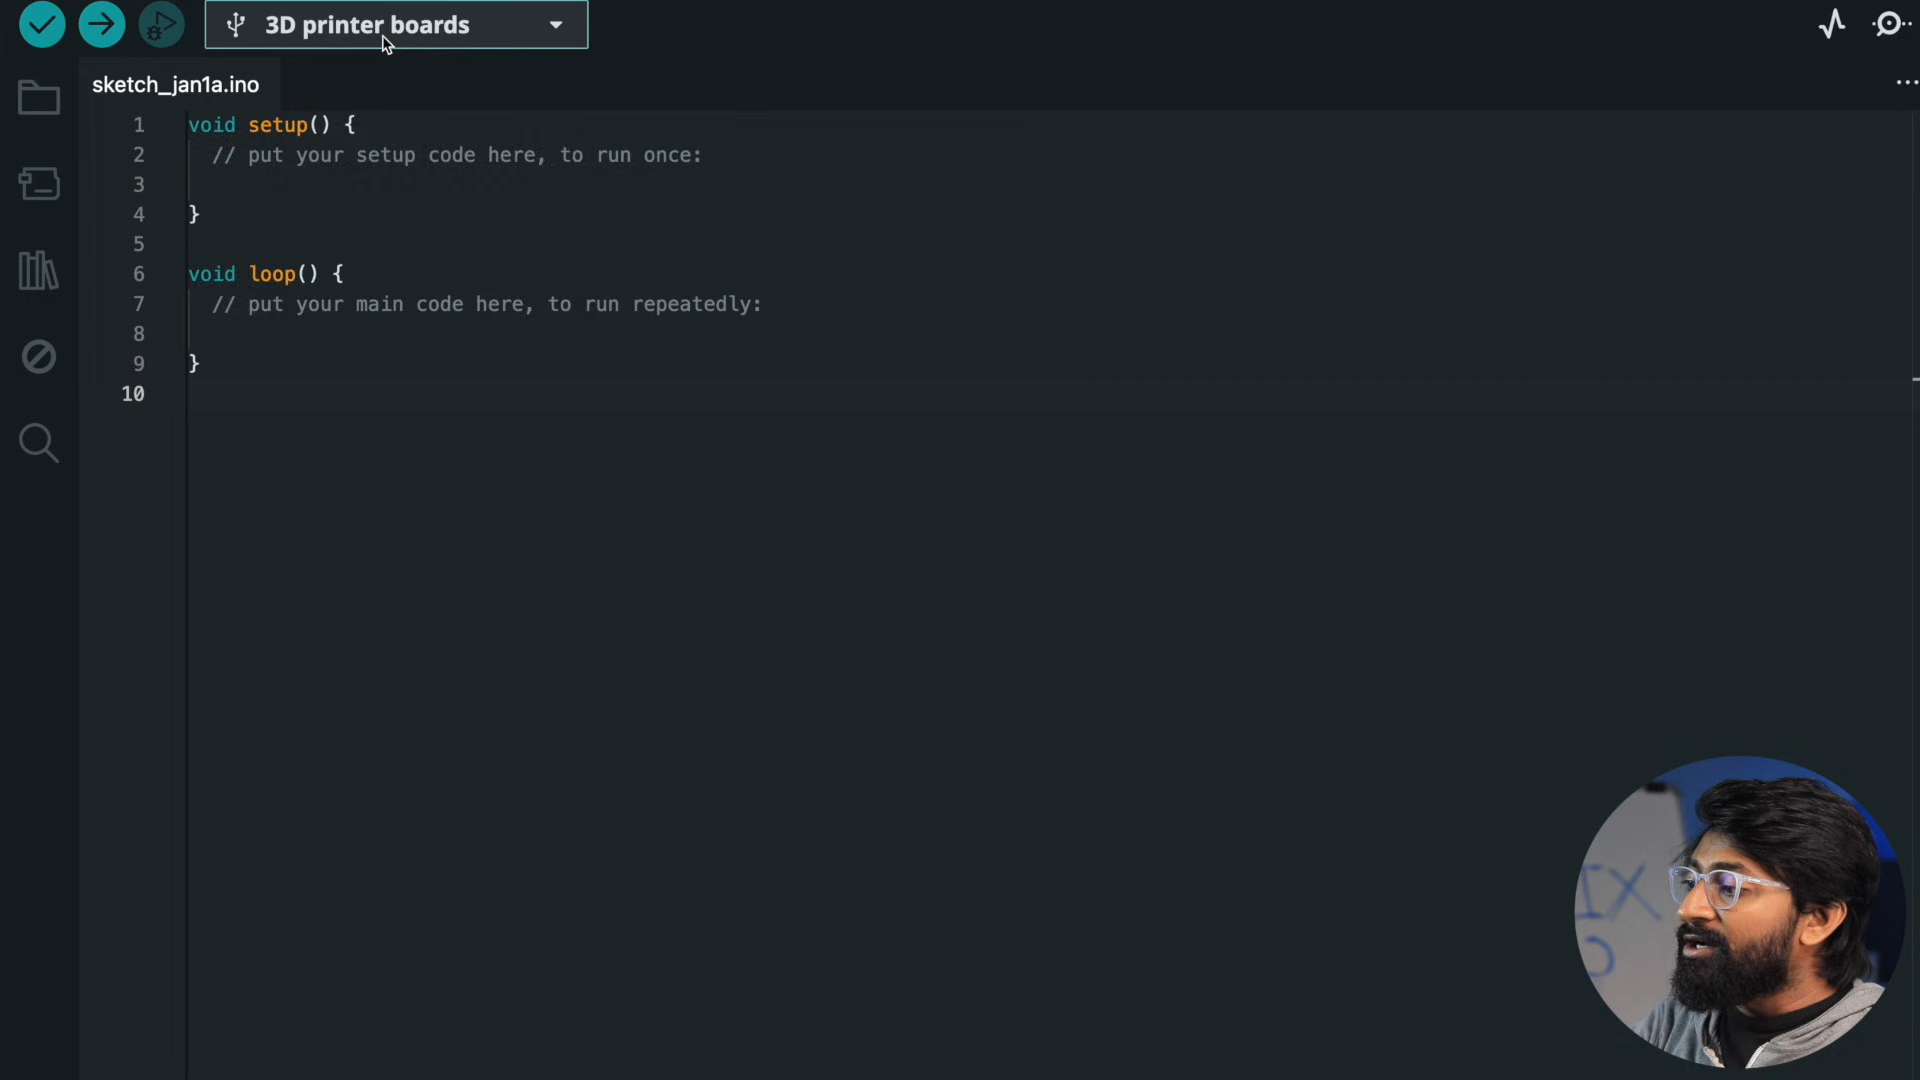 3D printer boards
sketch_jan1a.ino
1 void setup() {
2 // put your setup code here, to run once:
3
4 }
5
6 void loop() {
7 // put your main code here, to run repeatedly:
8
9 }
10
IX